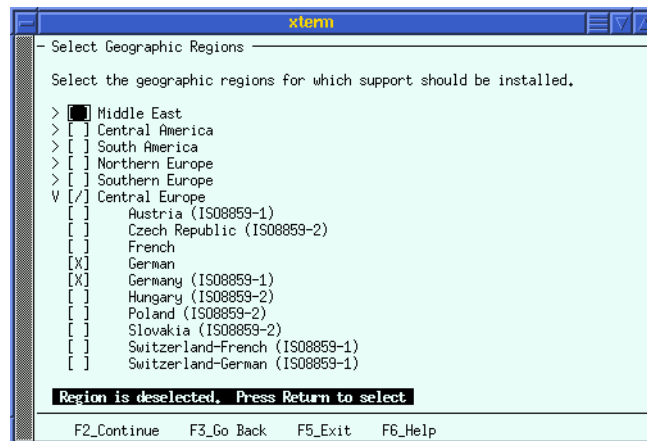 xterm
Select Geographic Regions
Select the geographic regions for which support should be installed.
> [ ] Middle East
> [ ] Central America
> [ ] South America
> [ ] Northern Europe
> [ ] Southern Europe
V [/] Central Europe
[ ] Austria (ISO8859-1)
[ ] Czech Republic (ISO8859-2)
[ ] French
[X] German
[X] Germany (ISO8859-1)
[ ] Hungary (ISO8859-2)
[ ] Poland (ISO8859-2)
[ ] Slovakia (ISO8859-2)
[ ] Switzerland-French (ISO8859-1)
[ ] Switzerland-German (ISO8859-1)
Region is deselected. Press Return to select
F2_Continue F3_Go Back F5_Exit F6_Help